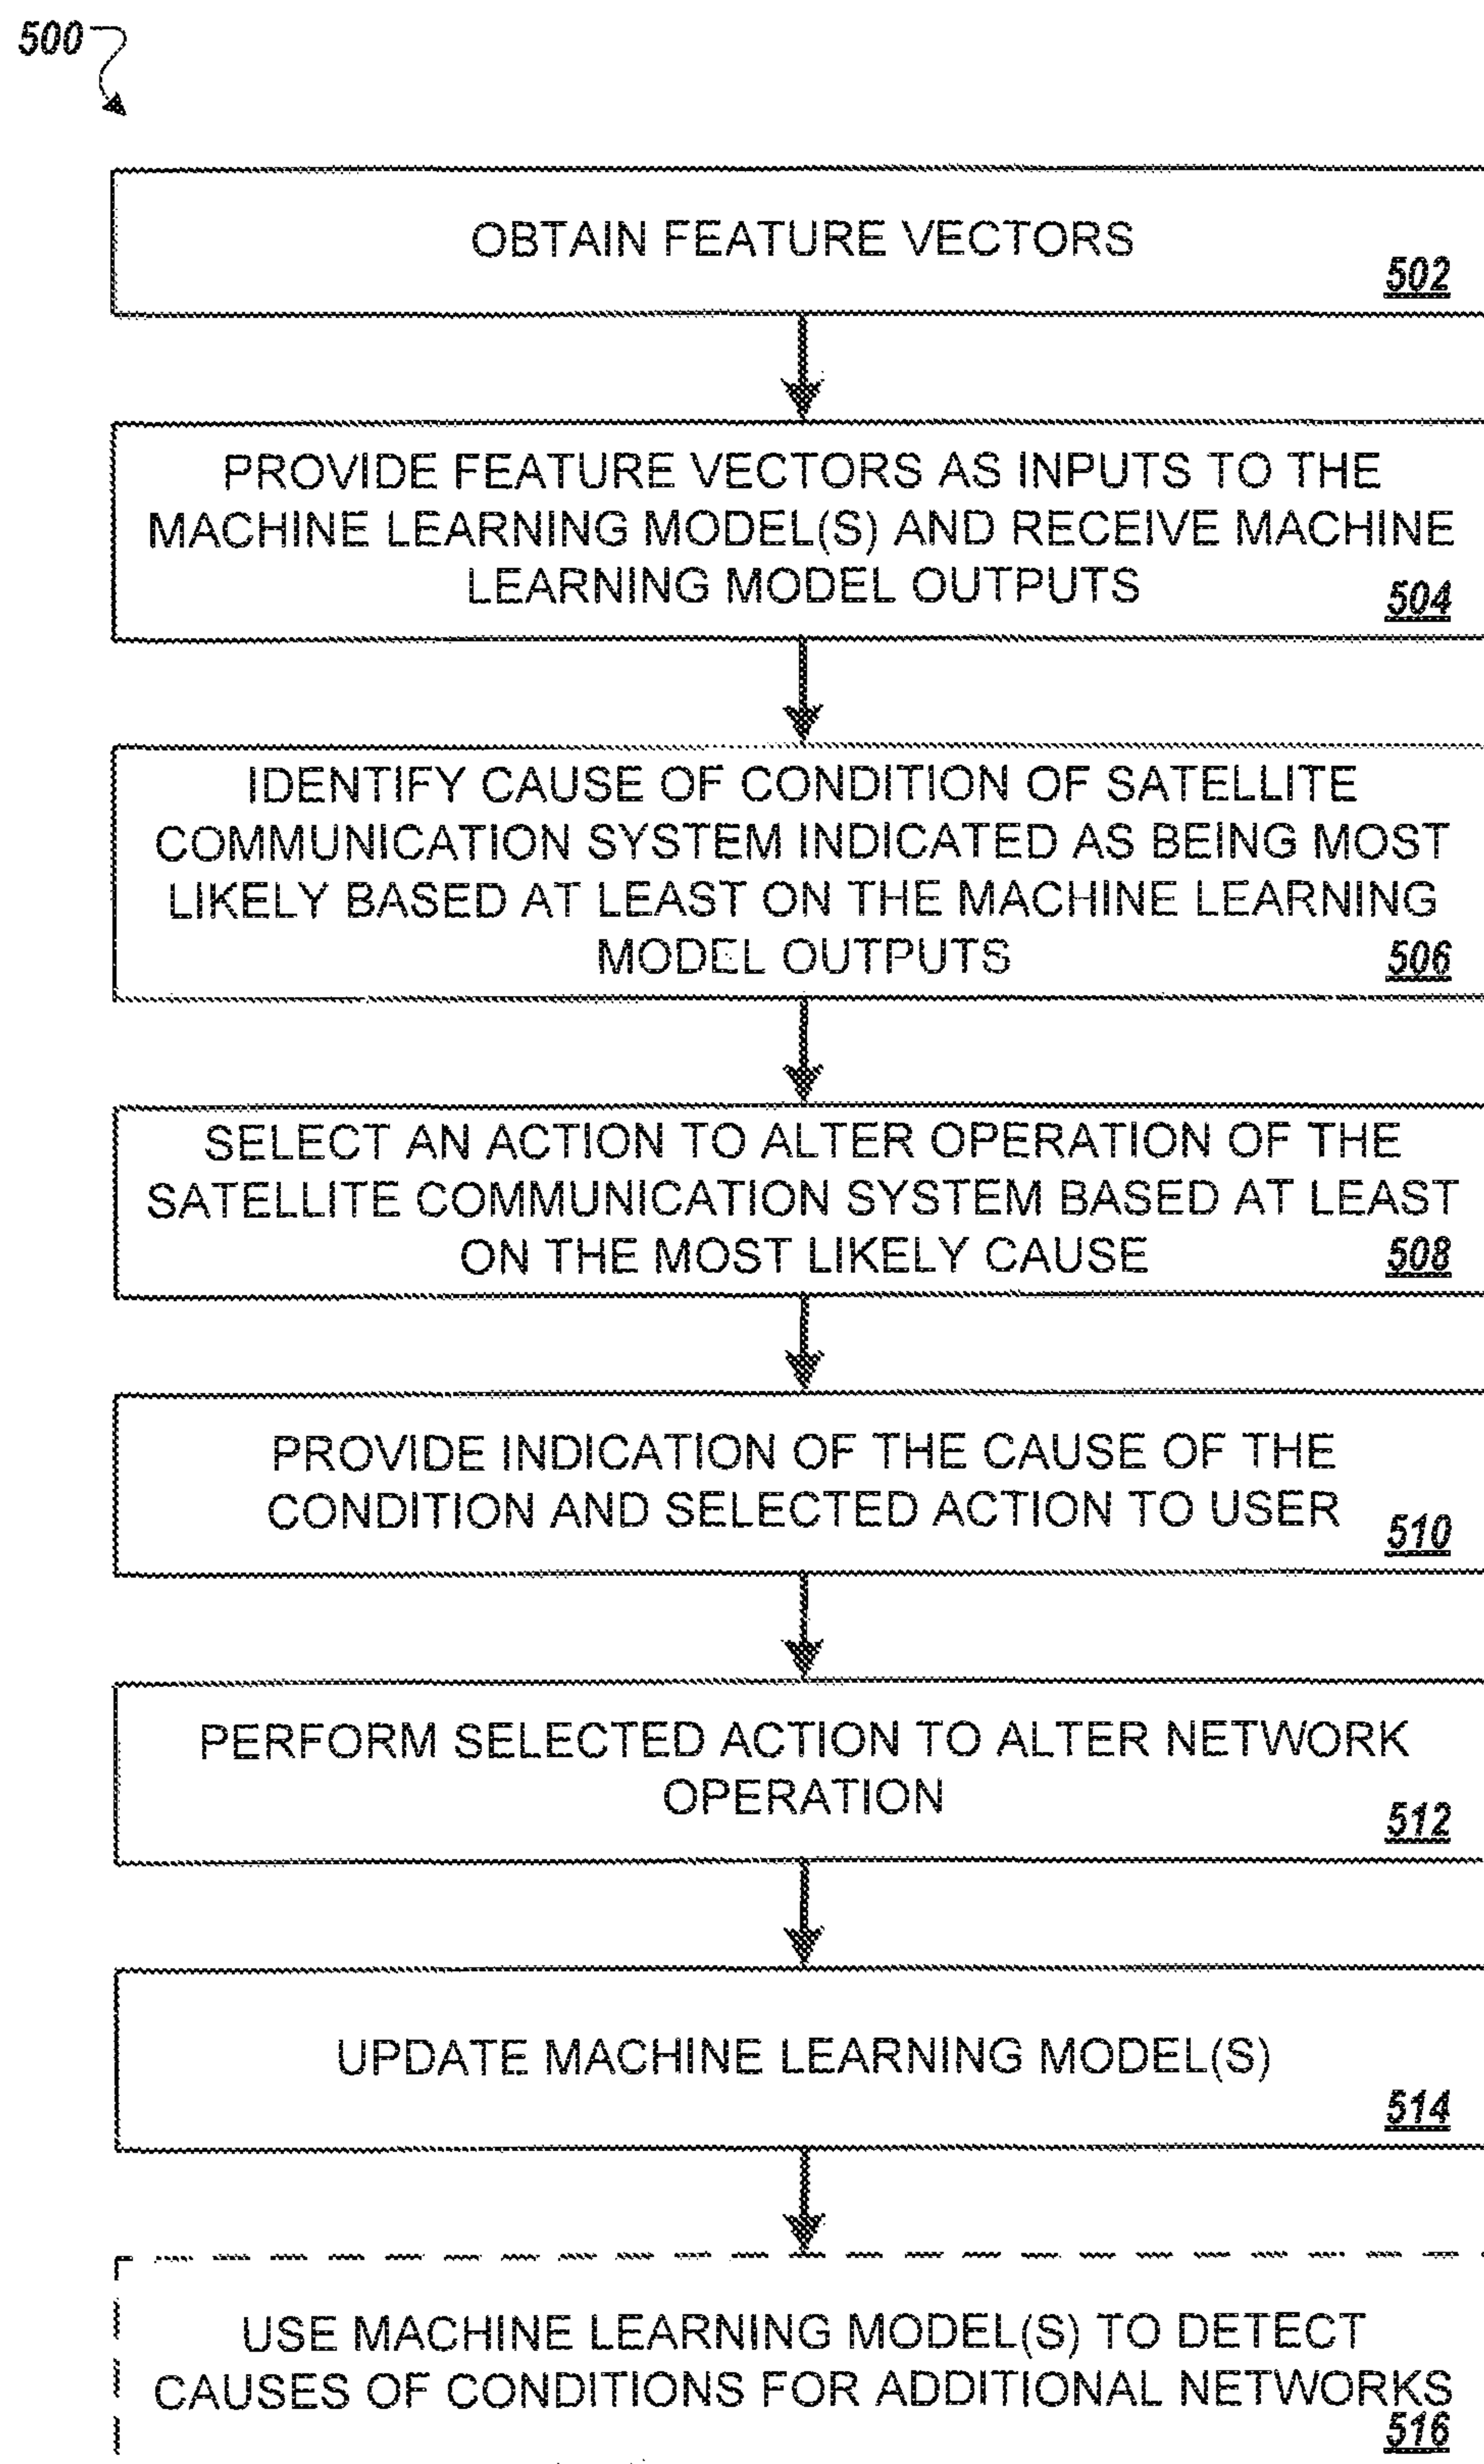 500
OBTAIN FEATURE VECTORS
502
PROVIDE FEATURE VECTORS AS INPUTS TO THE
MACHINE LEARNING MODEL(S) AND RECEIVE MACHINE
LEARNING MODEL OUTPUTS
504
IDENTIFY CAUSE OF CONDITION OF SATELLITE
COMMUNICATION SYSTEM INDICATED AS BEING MOST
LIKELY BASED AT LEAST ON THE MACHINE LEARNING
MODEL OUTPUTS
506
SELECT AN ACTION TO ALTER OPERATION OF THE
SATELLITE COMMUNICATION SYSTEM BASED AT LEAST
ON THE MOST LIKELY CAUSE
508
PROVIDE INDICATION OF THE CAUSE OF THE
CONDITION AND SELECTED ACTION TO USER
510
PERFORM SELECTED ACTION TO ALTER NETWORK
OPERATION
512
UPDATE MACHINE LEARNING MODEL(S)
514
USE MACHINE LEARNING MODEL(S) TO DETECT
CAUSES OF CONDITIONS FOR ADDITIONAL NETWORKS
516